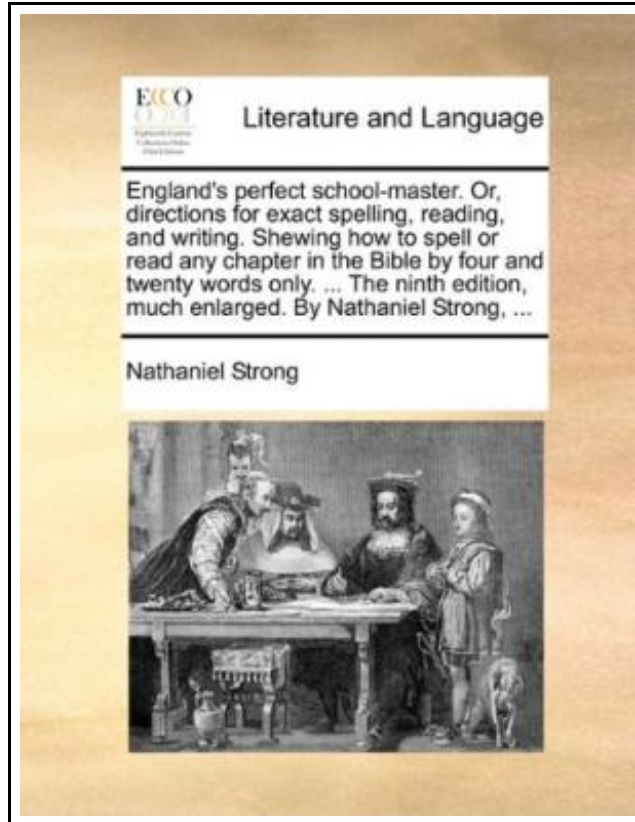 ECCO
Literature and Language
England's perfect school-master. Or,
directions for exact spelling, reading,
and writing. Shewing how to spell or
read any chapter in the Bible by four and
twenty words only. ... The ninth edition,
much enlarged. By Nathaniel Strong, ...
Nathaniel Strong